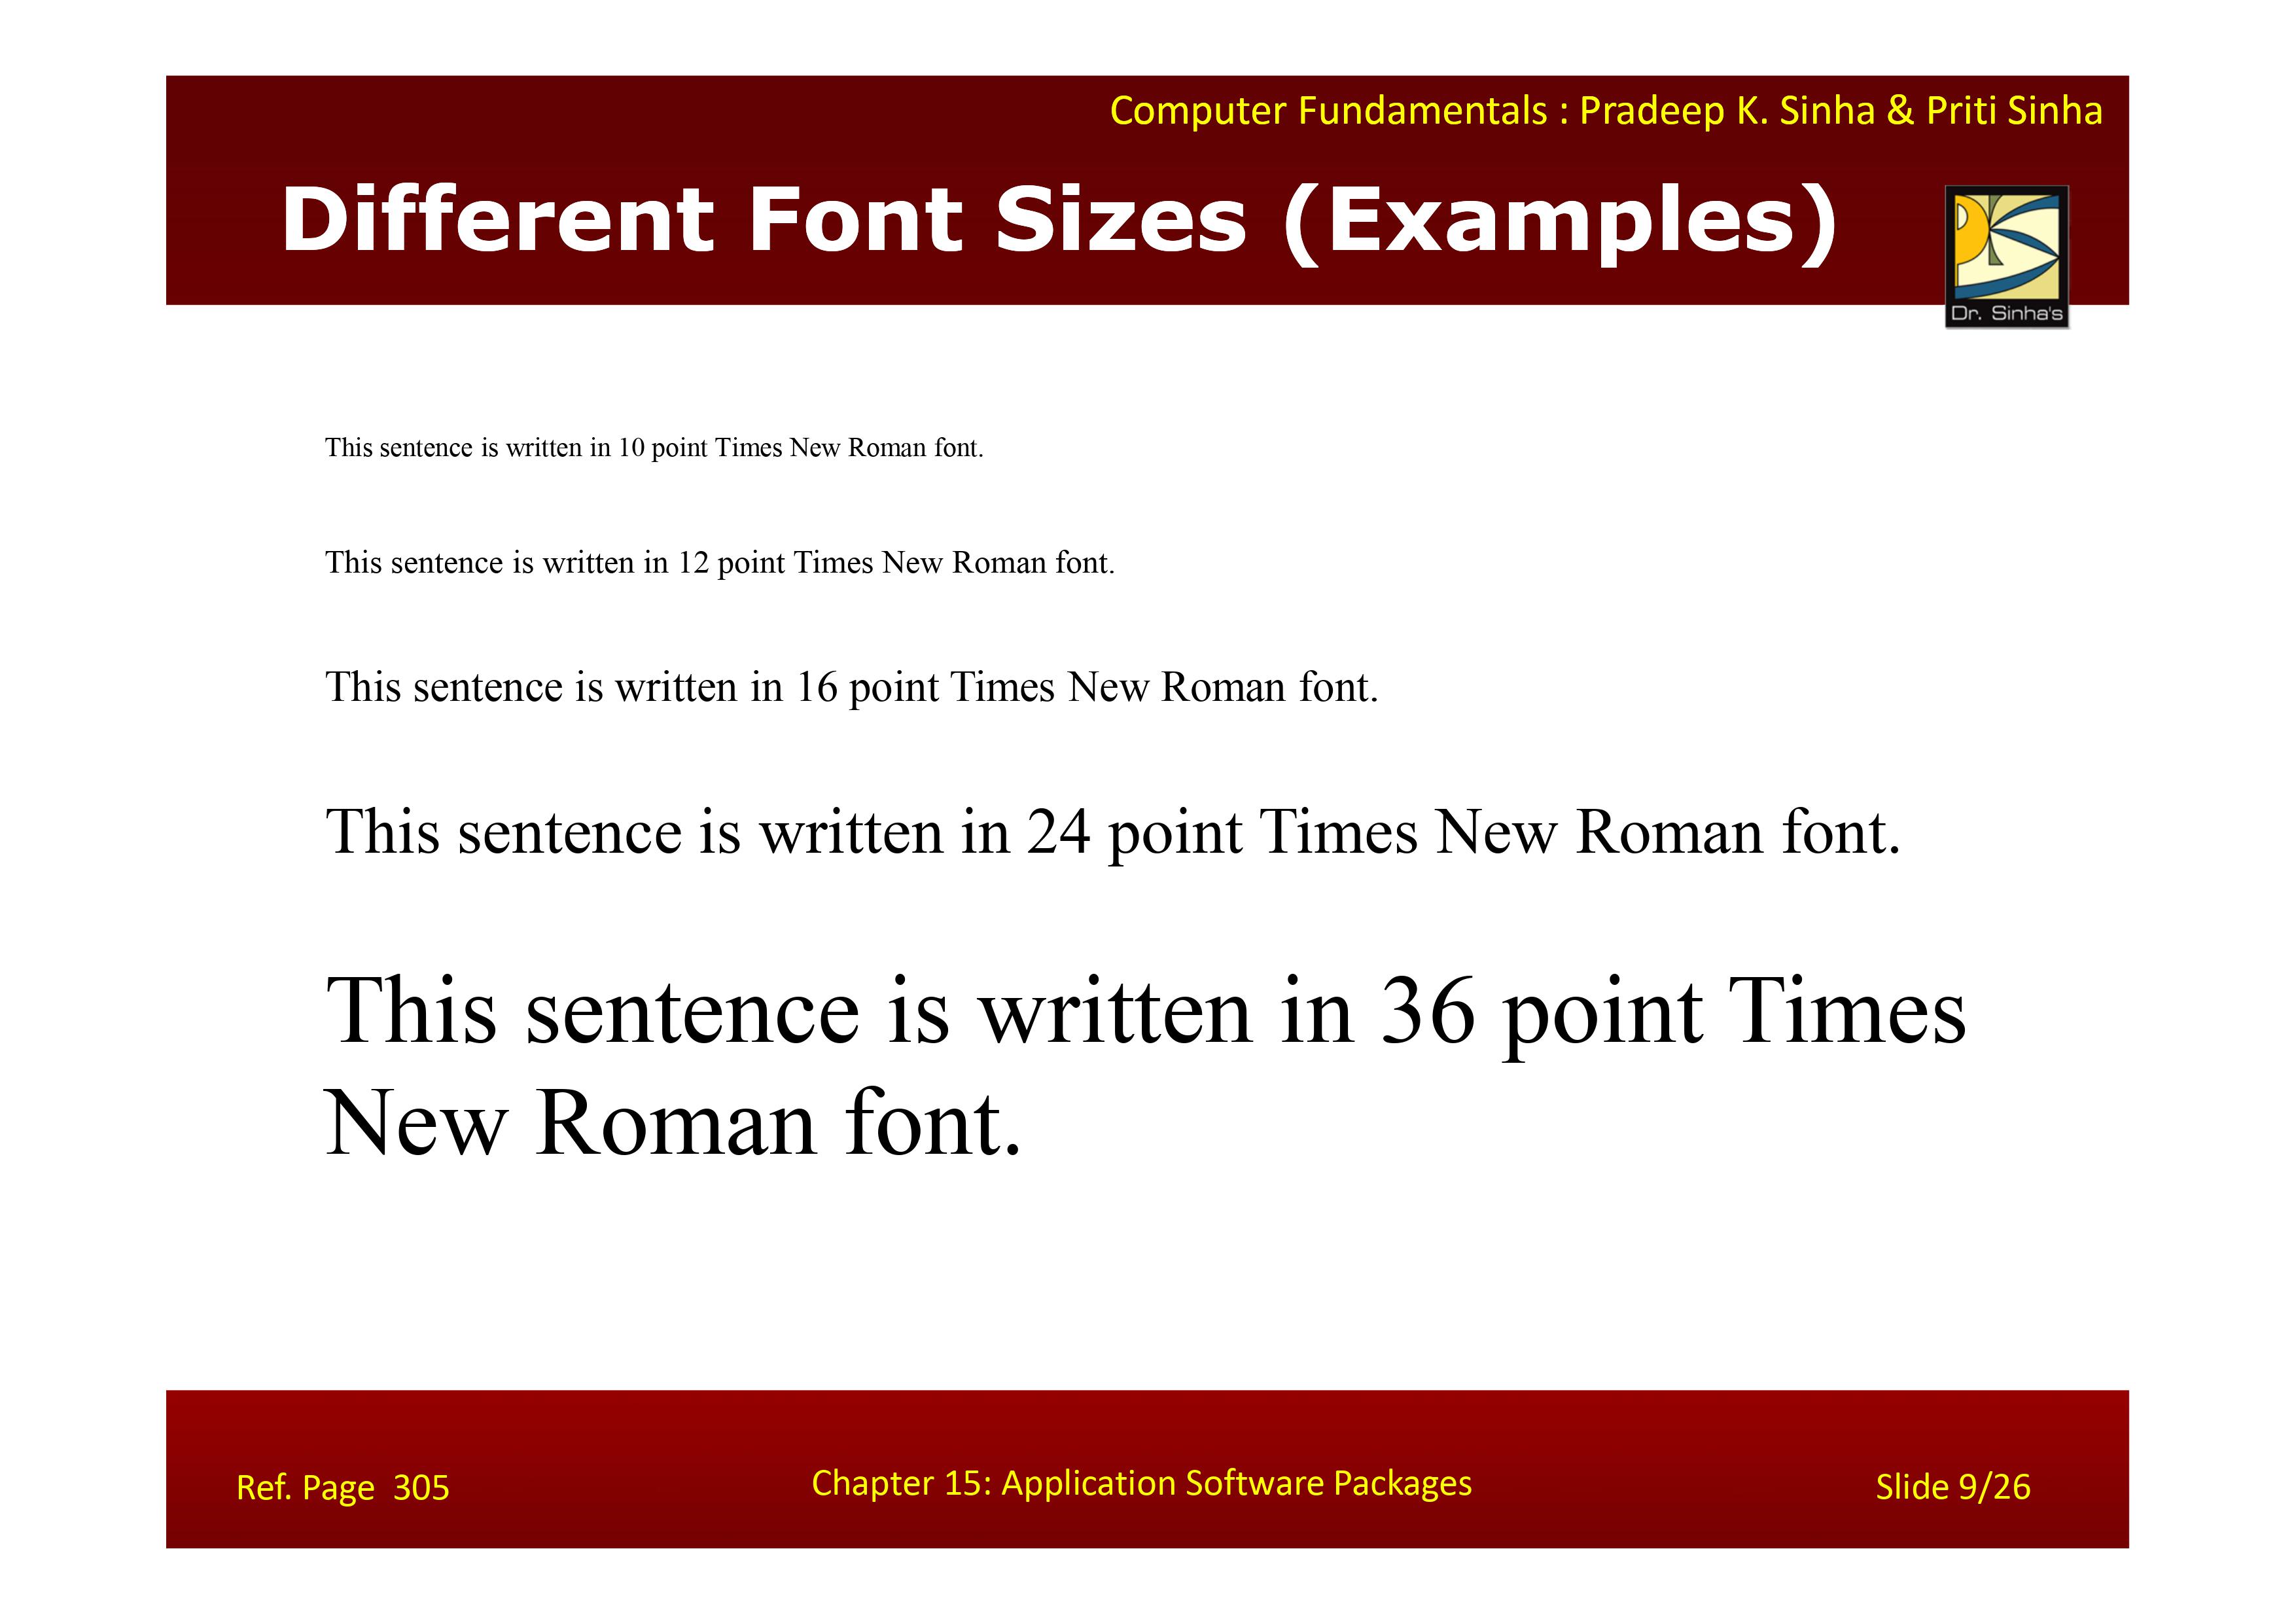 Computer Fundamentals : Pradeep K. Sinha & Priti Sinha
Different Font Sizes (Examples)
Dr. Sinha's
This sentence is written in 10 point Times New Roman font.
This sentence is written in 12 point Times New Roman font.
This sentence is written in 16 point Times New Roman font.
This sentence is written in 24 point Times New Roman font.
This sentence is written in 36 point Times
New Roman font.
Ref. Page 305
Chapter 15: Application Software Packages
Slide 9/26